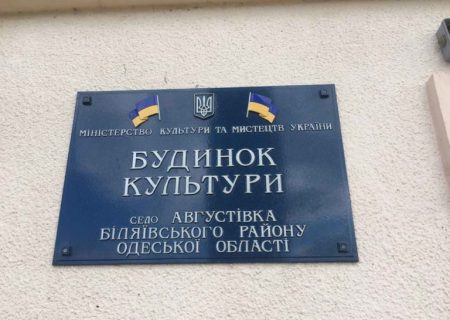 МІНІСТЕРСТВО КУЛЬТУРИ ТА МИСТЕЦТВ УКРАЇНИ
БУДИНОК
КУЛЬТУРИ
СЕЛО АВГУСТІВКА
БІЛЯЇВСЬКОГО РАЙОНУ
ОДЕСЬКОЇ ОБЛАСТІ